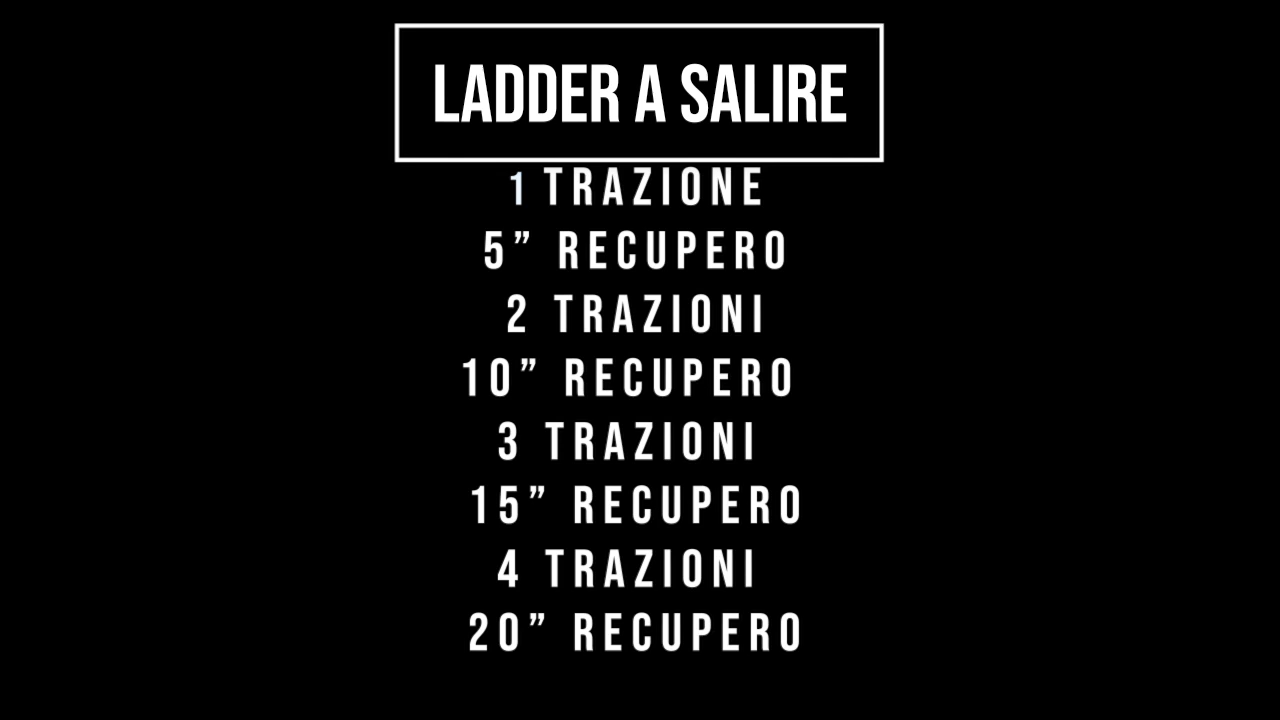 LADDER A SALIRE
1 TRAZIONE
5” RECUPERO
2 TRAZIONI
10” RECUPERO
3 TRAZIONI
15” RECUPERO
4 TRAZIONI
20” RECUPERO